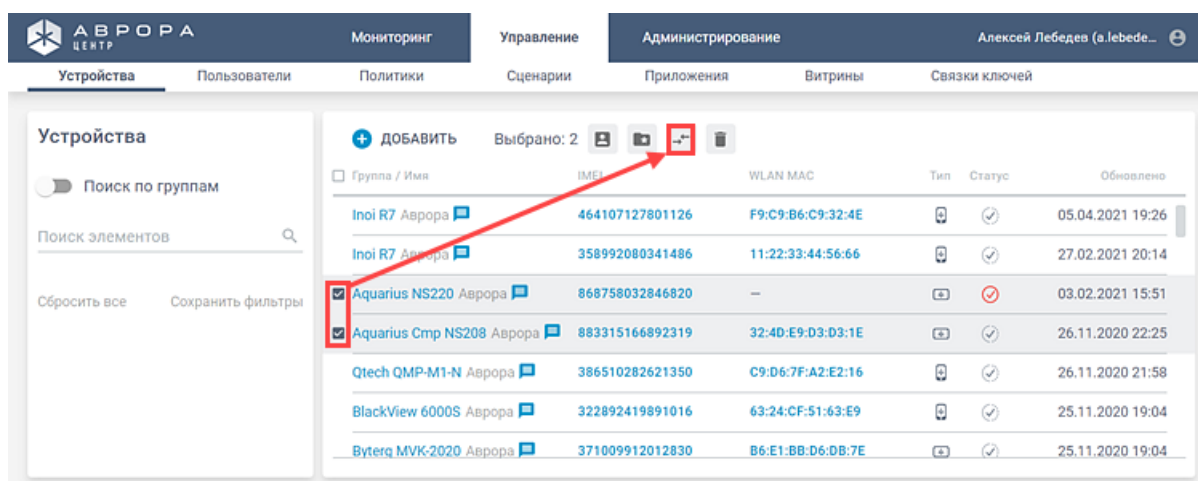 АВРОРА ЦЕНТР Мониторинг Управление Администрирование Алексей Лебедев (a.lebede...
Устройства Пользователи Политики Сценарии Приложения Витрины Связки ключей
Устройства
Поиск по группам
Поиск элементов
Сбросить все Сохранить фильтры
ДОБАВИТЬ Выбрано: 2
Группа / Имя IMEI WLAN MAC Тип Статус Обновлено
Inoi R7 Аврора 464107127801126 F9:C9:B6:C9:32:4E 05.04.2021 19:26
Inoi R7 Аврора 358992080341486 11:22:33:44:56:66 27.02.2021 20:14
Aquarius NS220 Аврора 868758032846820 — 03.02.2021 15:51
Aquarius Cmp NS208 Аврора 883315166892319 32:4D:E9:D3:D3:1E 26.11.2020 22:25
Qtech QMP-M1-N Аврора 386510282621350 C9:D6:7F:A2:E2:16 26.11.2020 21:58
BlackView 6000S Аврора 322892419891016 63:24:CF:51:63:E9 25.11.2020 19:04
Byterg MVK-2020 Аврора 371009912012830 B6:E1:BB:D6:DB:7E 25.11.2020 19:04